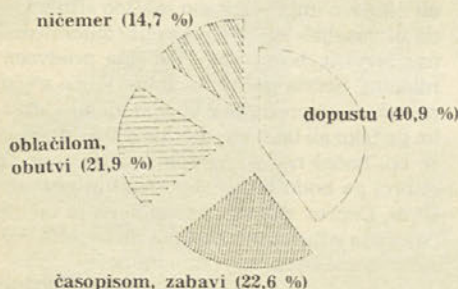 ničemer (14,7 %)
dopustu (40,9 %)
oblačilom,
obutvi (21,9 %)
časopisom, zabavi (22,6 %)